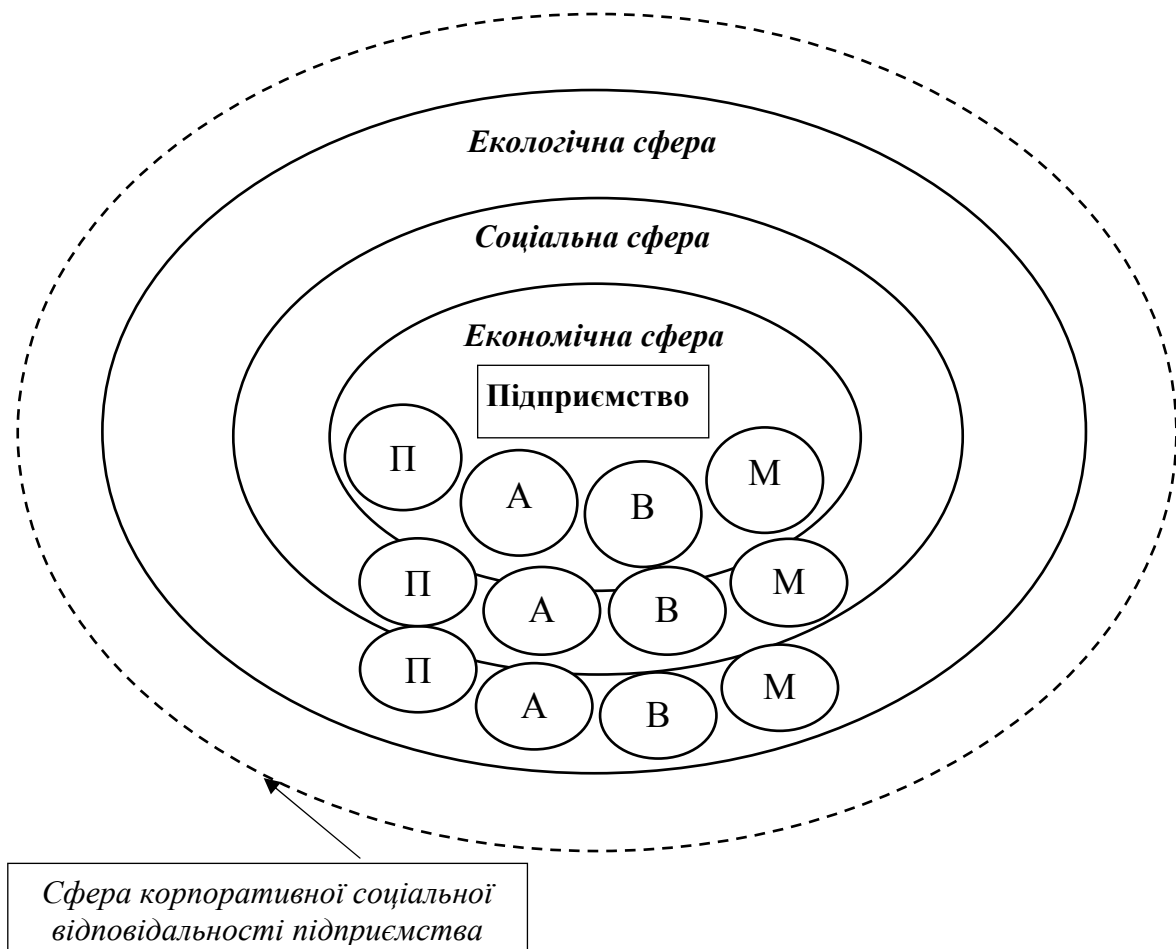 Екологічна сфера
Соціальна сфера
Економічна сфера
Підприємство
П
А
В
М
П
А
В
М
П
А
В
М
Сфера корпоративної соціальної
відповідальності підприємства